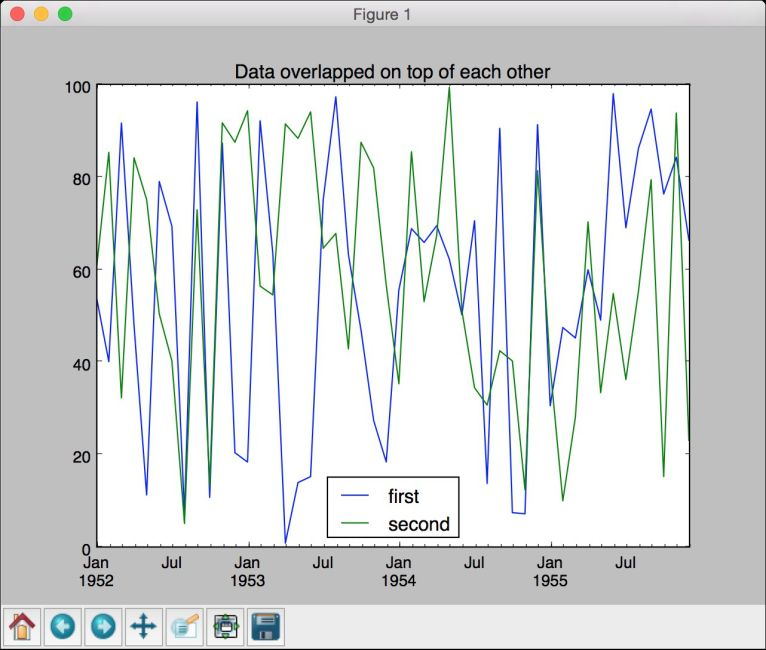 Figure 1
Data overlapped on top of each other
100
80
60
40
20
0
first
second
Jan Jul Jan Jul Jan Jul Jan Jul
1952 1953 1954 1955